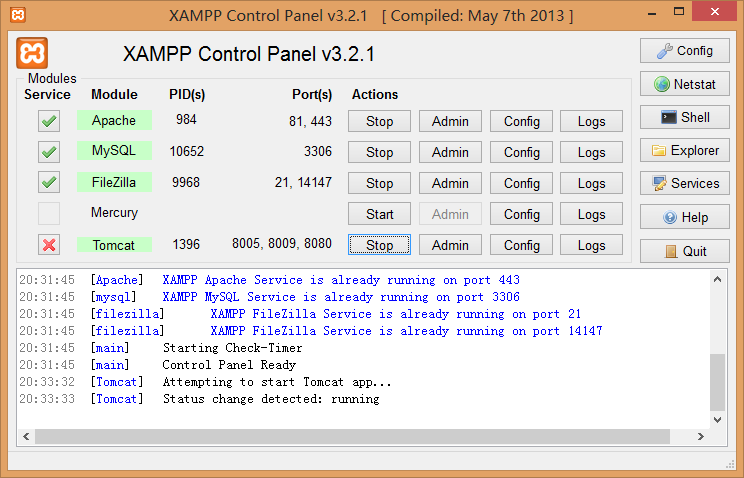 XAMPP Control Panel v3.2.1 [ Compiled: May 7th 2013 ]
XAMPP Control Panel v3.2.1
Config
Modules
Service Module PID(s) Port(s) Actions
Netstat
Apache 984 81, 443 Stop Admin Config Logs
Shell
MySQL 10652 3306 Stop Admin Config Logs
Explorer
FileZilla 9968 21, 14147 Stop Admin Config Logs
Services
Mercury Start Admin Config Logs
Help
Tomcat 1396 8005, 8009, 8080 Stop Admin Config Logs
Quit
20:31:45 [Apache] XAMPP Apache Service is already running on port 443
20:31:45 [mysql] XAMPP MySQL Service is already running on port 3306
20:31:45 [filezilla] XAMPP FileZilla Service is already running on port 21
20:31:45 [filezilla] XAMPP FileZilla Service is already running on port 14147
20:31:45 [main] Starting Check-Timer
20:31:45 [main] Control Panel Ready
20:33:32 [Tomcat] Attempting to start Tomcat app...
20:33:33 [Tomcat] Status change detected: running